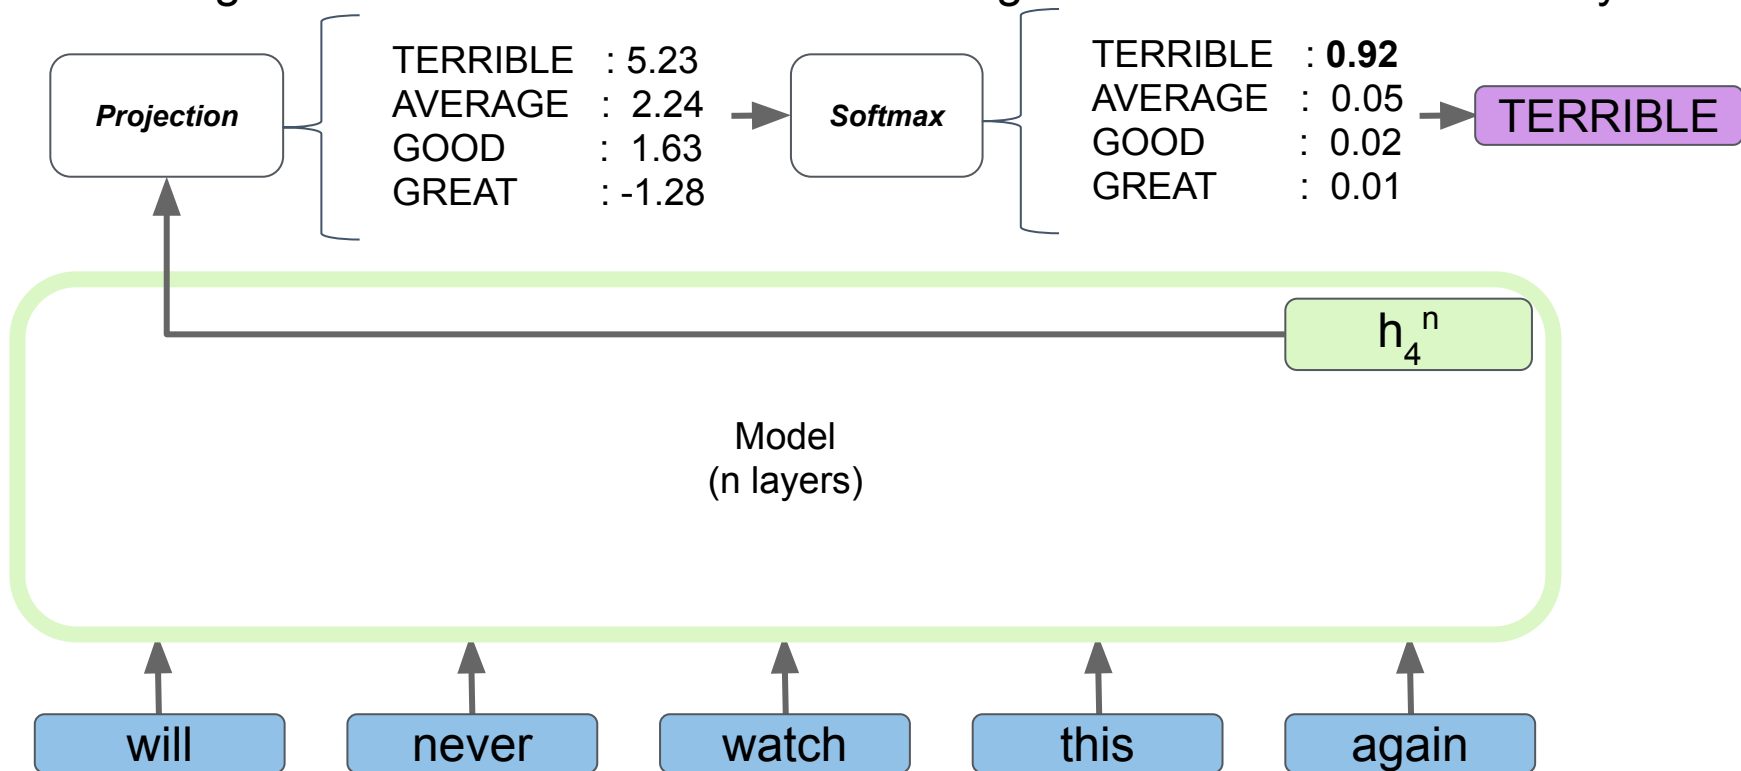 Projection
TERRIBLE : 5.23
AVERAGE : 2.24
GOOD : 1.63
GREAT : -1.28
Softmax
TERRIBLE : 0.92
AVERAGE : 0.05
GOOD : 0.02
GREAT : 0.01
TERRIBLE
h₄ⁿ
Model
(n layers)
will never watch this again